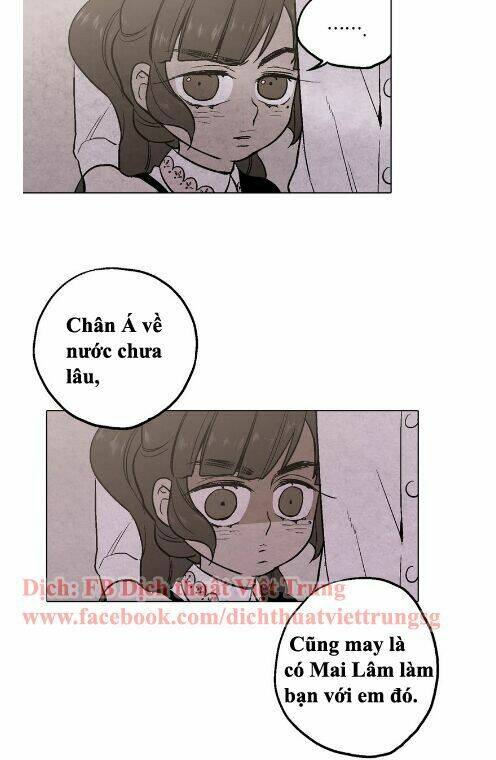 .......
Chân Á về
nước chưa
lâu,
Dịch: FB Dịch thuật Việt Trung
www.facebook.com/dichthuatviettrungsg
Cũng may là
có Mai Lâm làm
bạn với em đó.